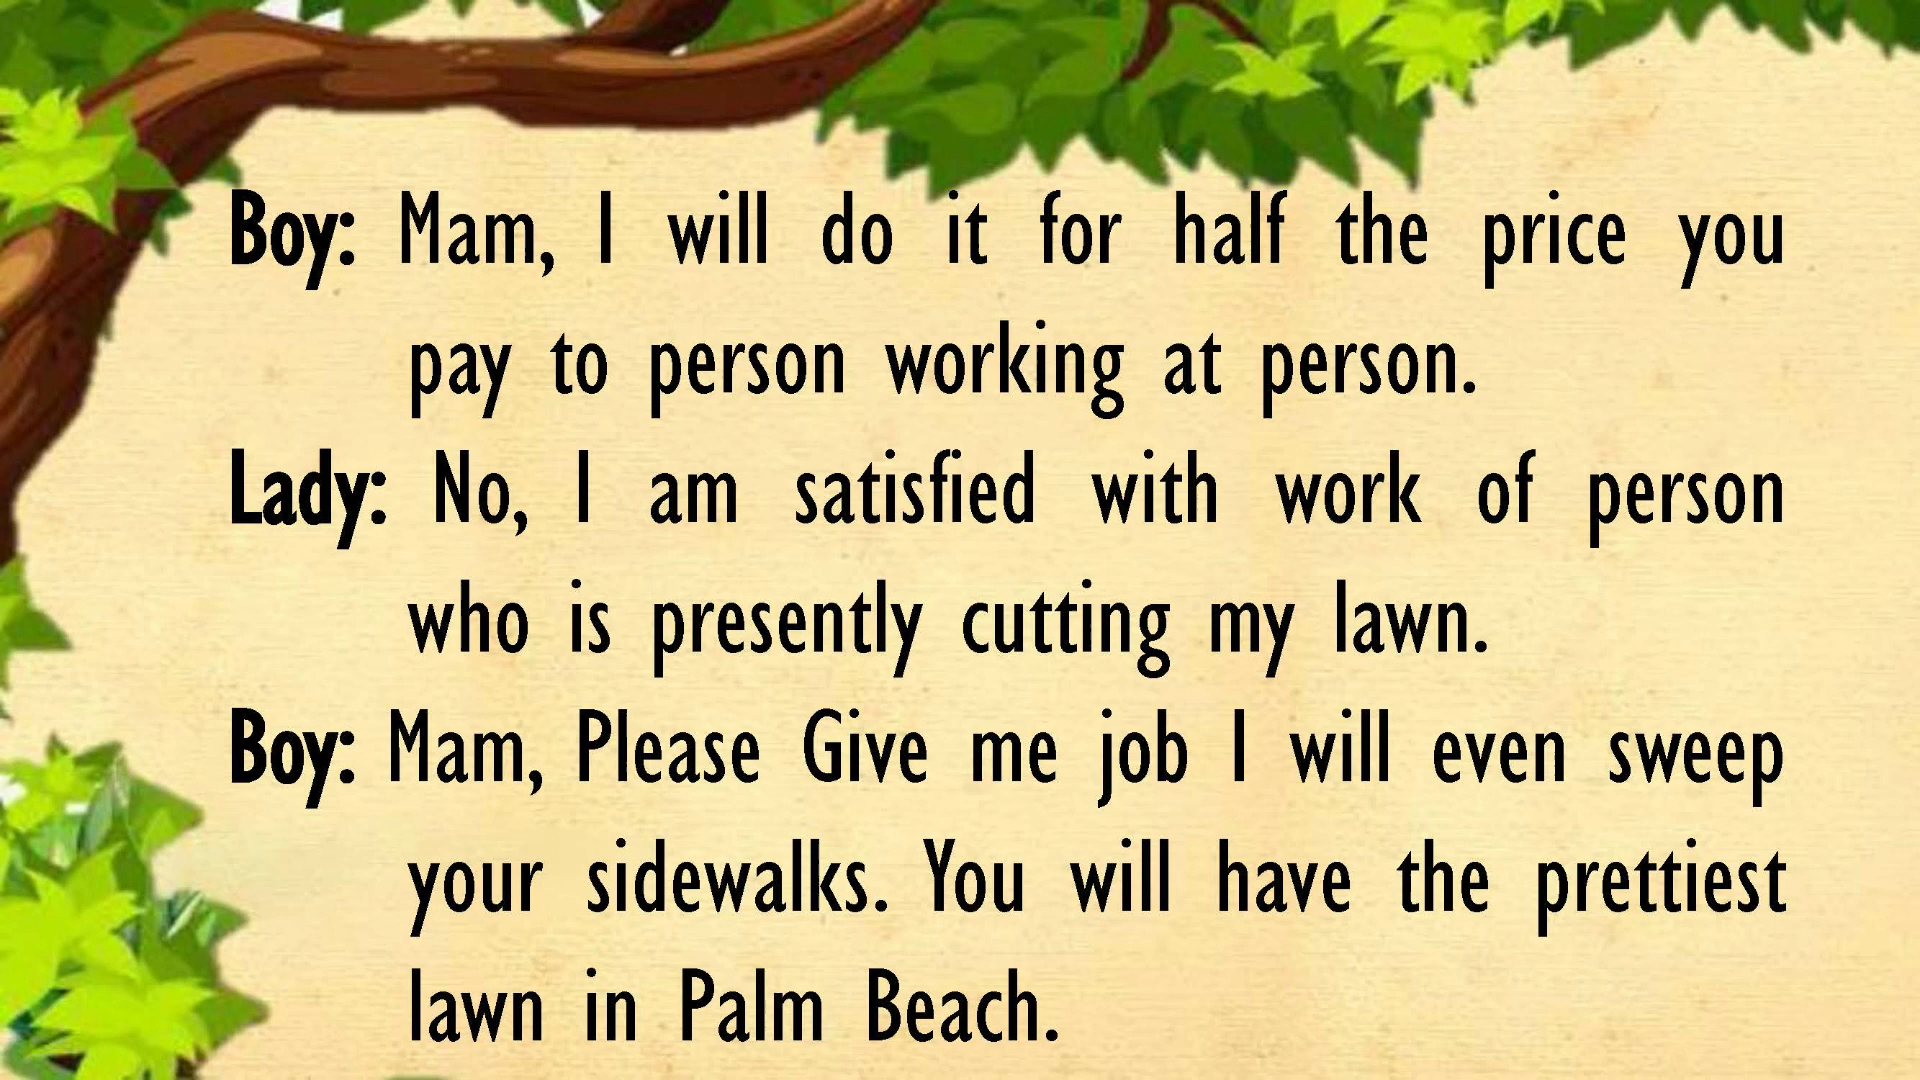 Boy: Mam, I will do it for half the price you
pay to person working at person.
Lady: No, I am satisfied with work of person
who is presently cutting my lawn.
Boy: Mam, Please Give me job I will even sweep
your sidewalks. You will have the prettiest
lawn in Palm Beach.